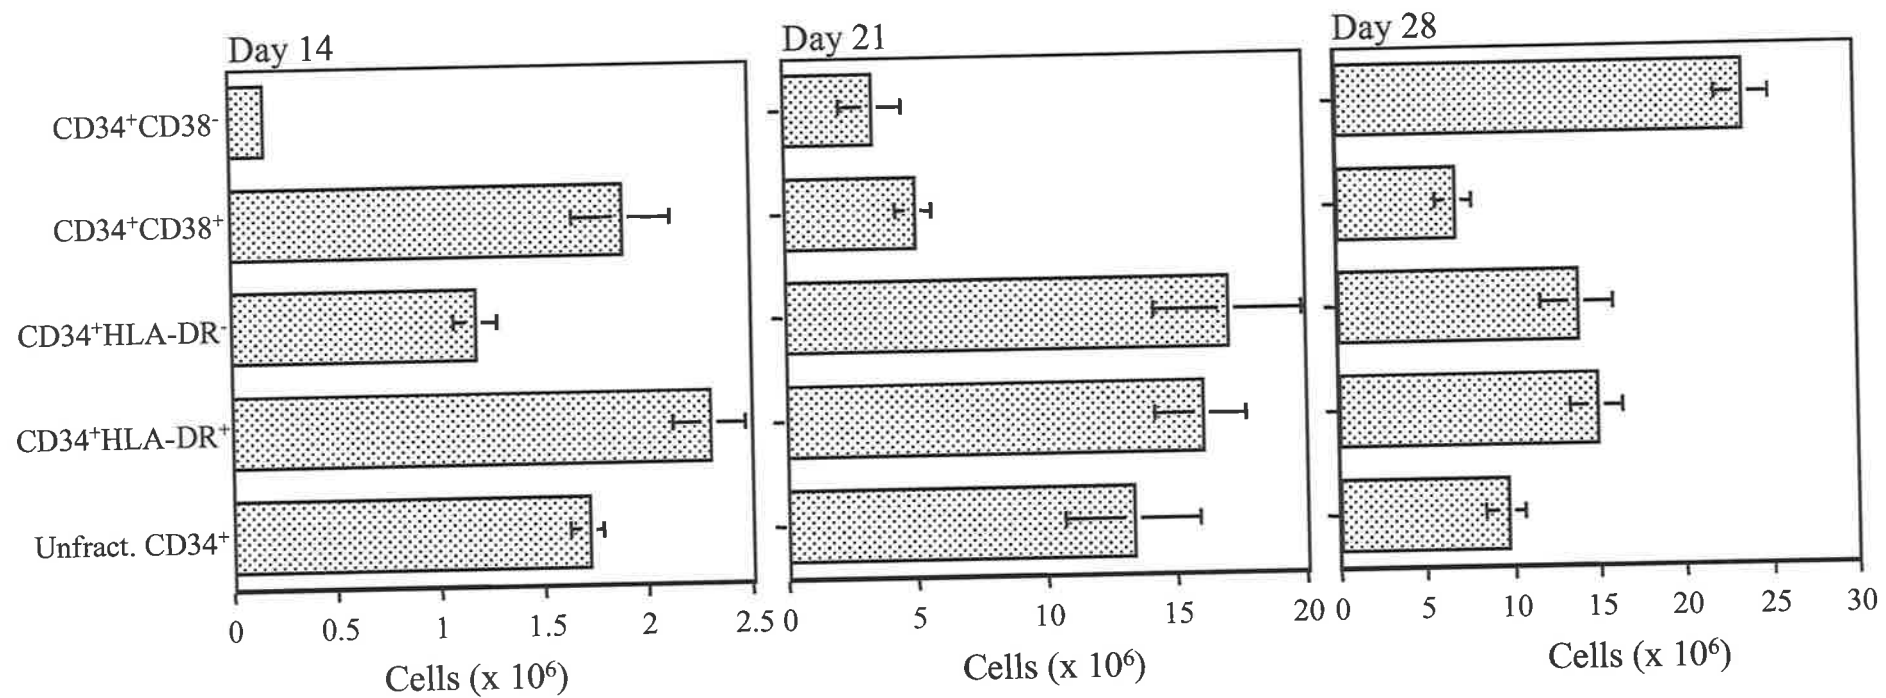 Day 14
Day 21
Day 28
CD34⁺CD38⁻
CD34⁺CD38⁺
CD34⁺HLA-DR⁻
CD34⁺HLA-DR⁺
Unfract. CD34⁺
0 0.5 1 1.5 2 2.5
0 5 10 15 20
0 5 10 15 20 25 30
Cells (x 10⁶)
Cells (x 10⁶)
Cells (x 10⁶)